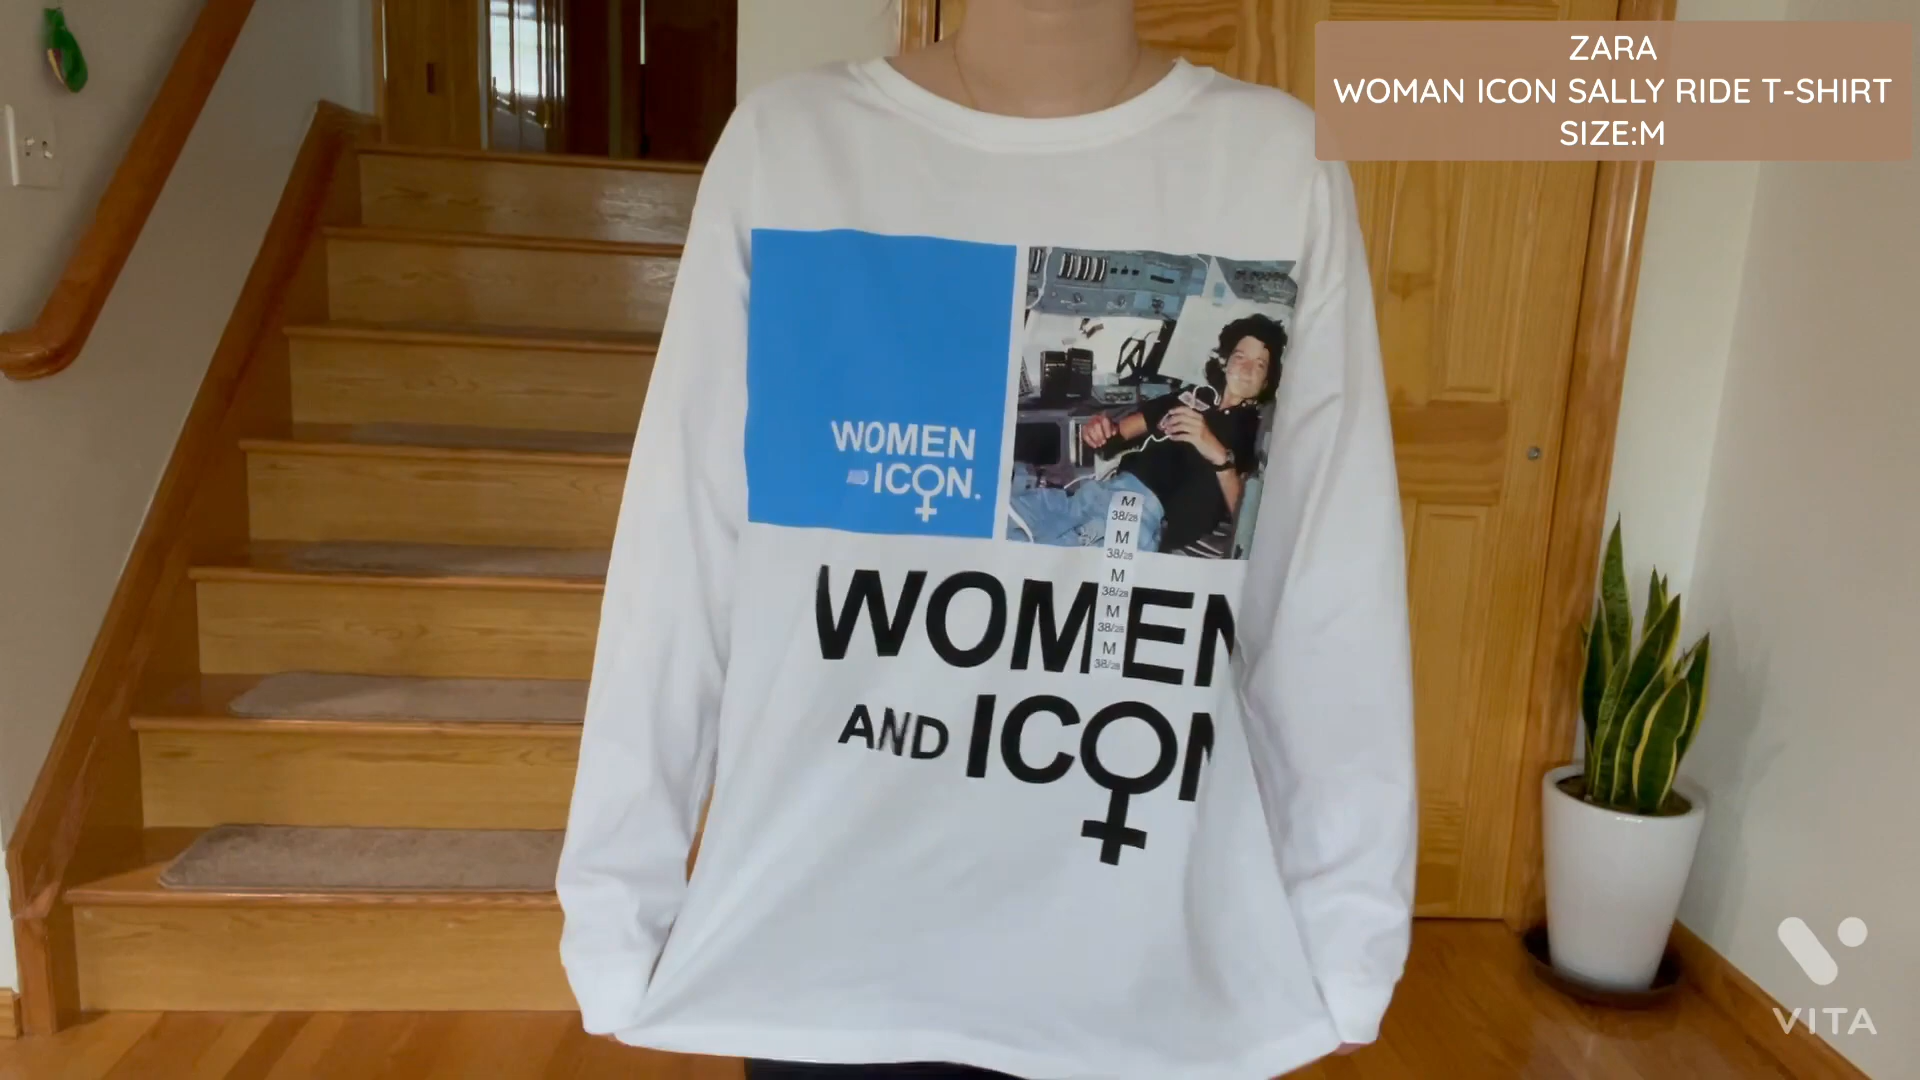 ZARA
WOMAN ICON SALLY RIDE T-SHIRT
SIZE:M
WOMEN
ICON.
M
38/28
M
38/28
M
38/28
M
38/28
M
38/28
WOMEN
AND ICON
VITA